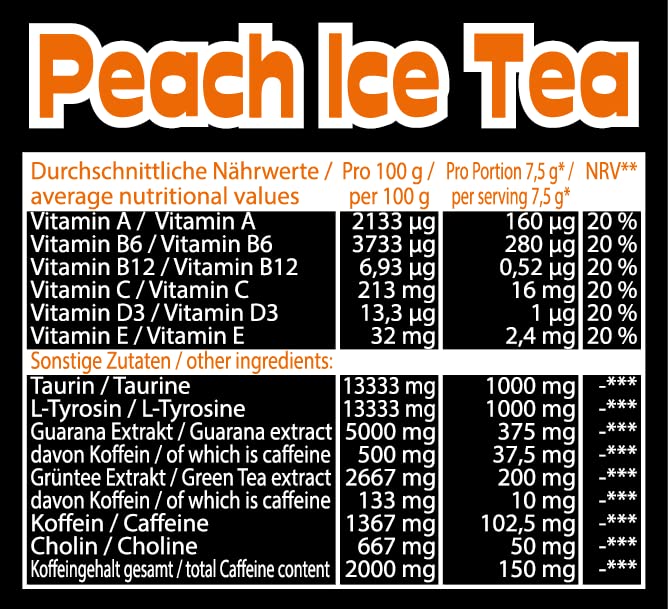 Peach Ice Tea
Durchschnittliche Nährwerte / Pro 100 g / Pro Portion 7,5 g* / NRV**
average nutritional values per 100 g per serving 7,5 g*
Vitamin A / Vitamin A 2133 µg 160 µg 20 %
Vitamin B6 / Vitamin B6 3733 µg 280 µg 20 %
Vitamin B12 / Vitamin B12 6,93 µg 0,52 µg 20 %
Vitamin C / Vitamin C 213 mg 16 mg 20 %
Vitamin D3 / Vitamin D3 13,3 µg 1 µg 20 %
Vitamin E / Vitamin E 32 mg 2,4 mg 20 %
Sonstige Zutaten / other ingredients:
Taurin / Taurine 13333 mg 1000 mg -***
L-Tyrosin / L-Tyrosine 13333 mg 1000 mg -***
Guarana Extrakt / Guarana extract 5000 mg 375 mg -***
davon Koffein / of which is caffeine 500 mg 37,5 mg -***
Grüntee Extrakt / Green Tea extract 2667 mg 200 mg -***
davon Koffein / of which is caffeine 133 mg 10 mg -***
Koffein / Caffeine 1367 mg 102,5 mg -***
Cholin / Choline 667 mg 50 mg -***
Koffeingehalt gesamt / total Caffeine content 2000 mg 150 mg -***